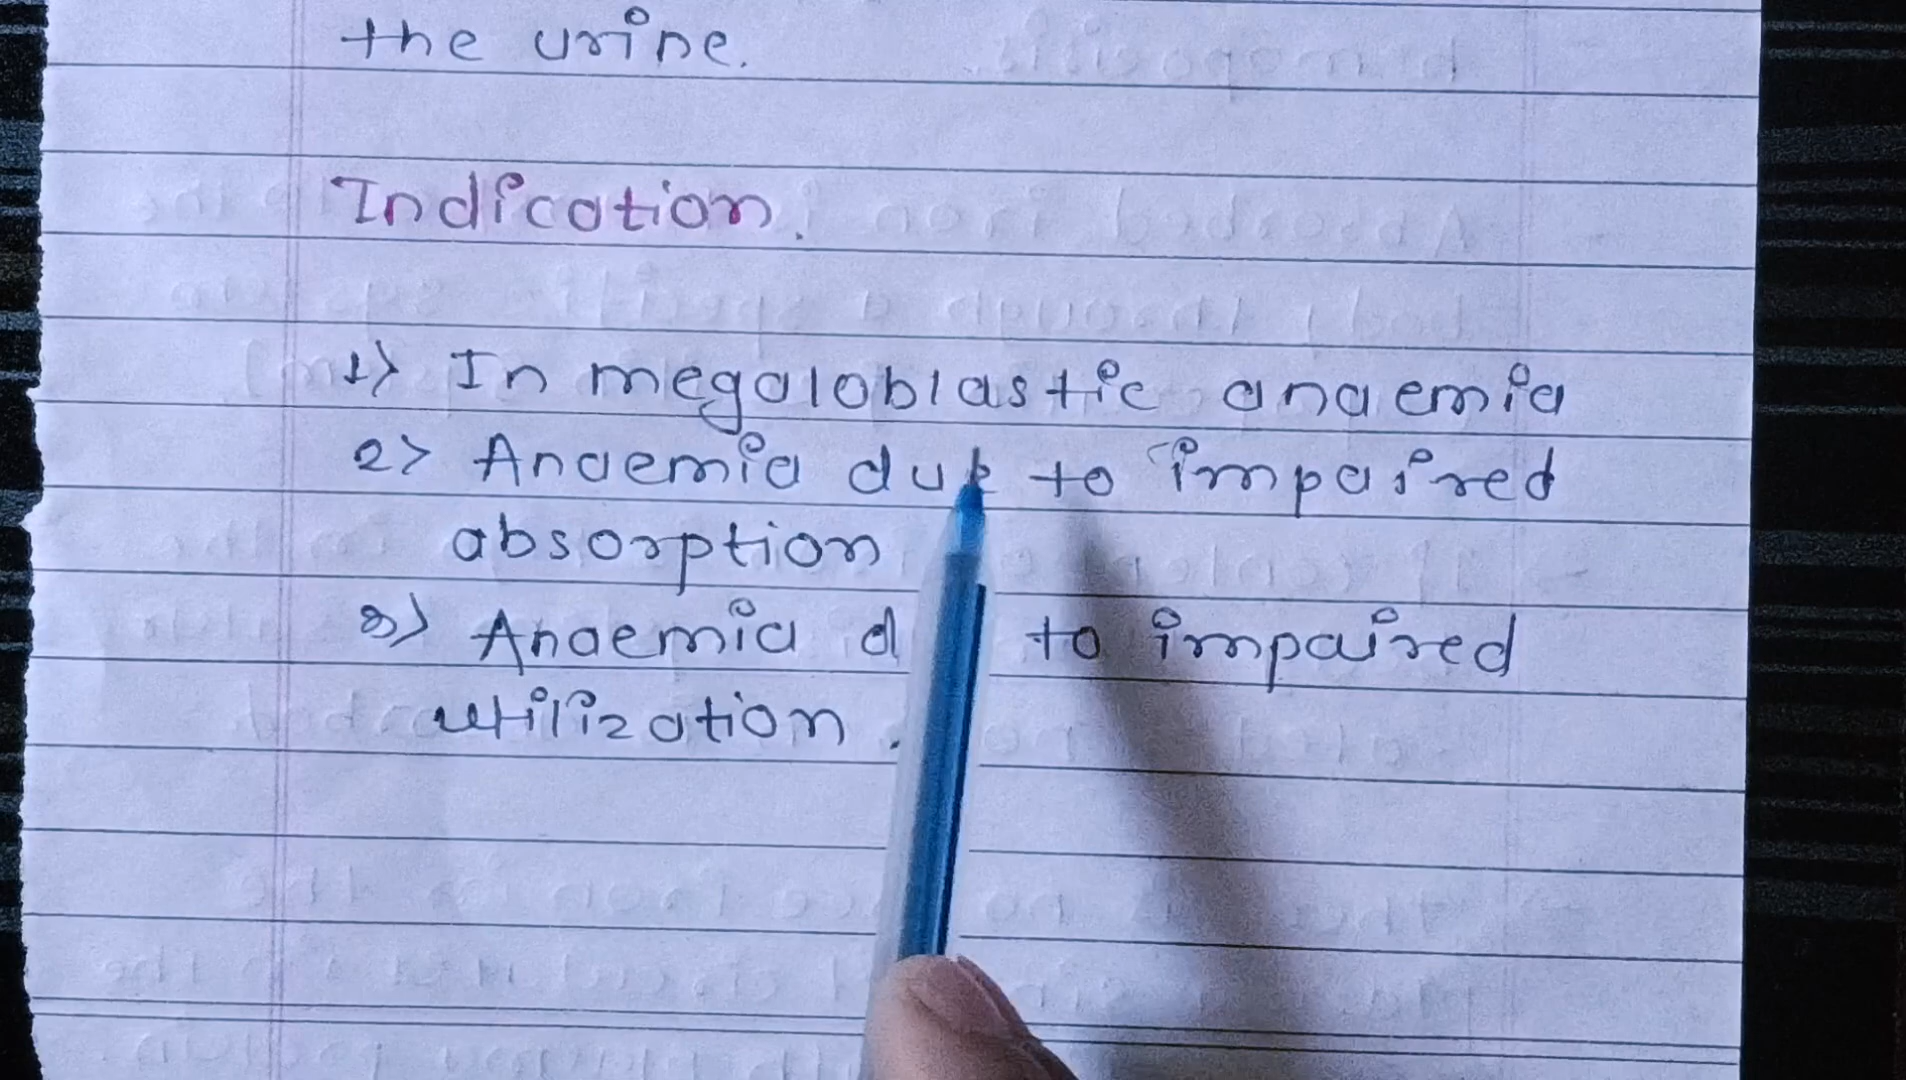 the urine.
Indication.
1) In megaloblastic anaemia
2) Anaemia due to impaired
absorption
3) Anaemia d to impaired
utilization.